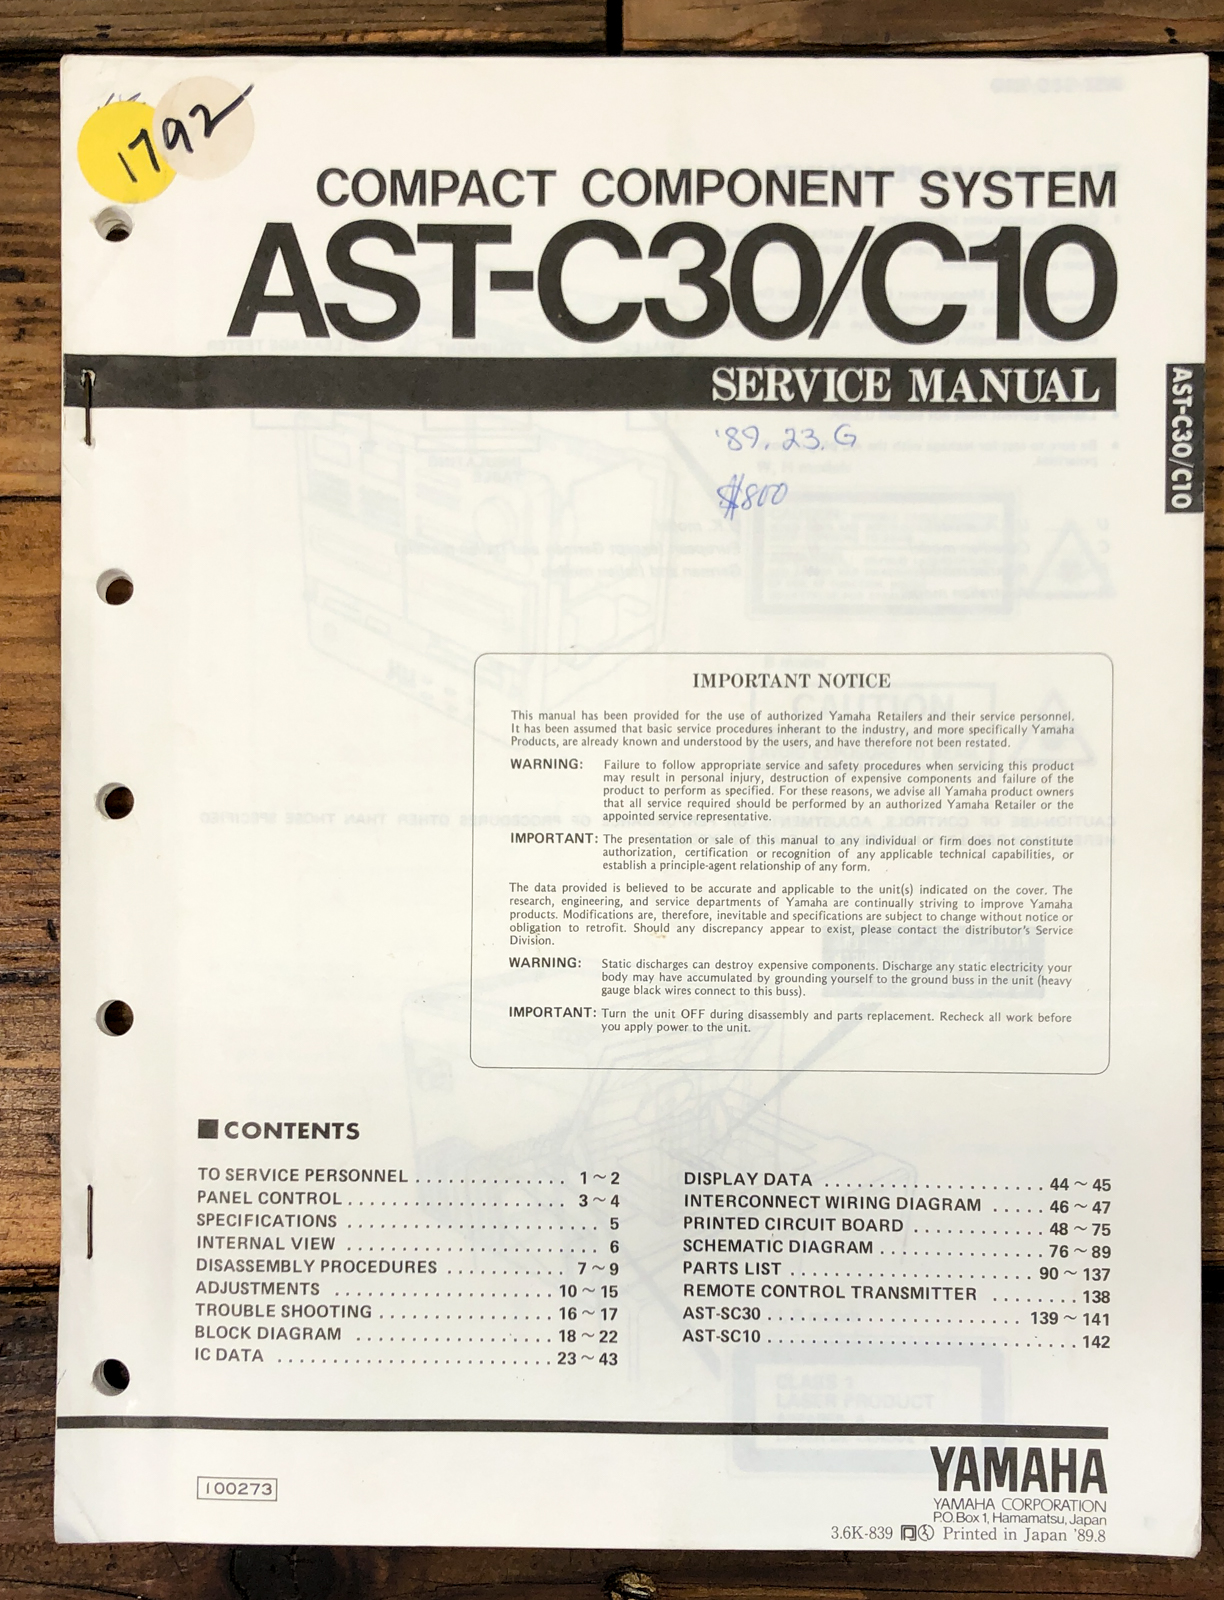 1792
COMPACT COMPONENT SYSTEM
AST-C30/C10
SERVICE MANUAL
AST-C30/C10
'89. 23. G
$800
IMPORTANT NOTICE
This manual has been provided for the use of authorized Yamaha Retailers and their service personnel.
It has been assumed that basic service procedures inherant to the industry, and more specifically Yamaha
Products, are already known and understood by the users, and have therefore not been restated.
WARNING: Failure to follow appropriate service and safety procedures when servicing this product
may result in personal injury, destruction of expensive components and failure of the
product to perform as specified. For these reasons, we advise all Yamaha product owners
that all service required should be performed by an authorized Yamaha Retailer or the
appointed service representative.
IMPORTANT: The presentation or sale of this manual to any individual or firm does not constitute
authorization, certification or recognition of any applicable technical capabilities, or
establish a principle-agent relationship of any form.
The data provided is believed to be accurate and applicable to the unit(s) indicated on the cover. The
research, engineering, and service departments of Yamaha are continually striving to improve Yamaha
products. Modifications are, therefore, inevitable and specifications are subject to change without notice or
obligation to retrofit. Should any discrepancy appear to exist, please contact the distributor's Service
Division.
WARNING: Static discharges can destroy expensive components. Discharge any static electricity your
body may have accumulated by grounding yourself to the ground buss in the unit (heavy
gauge black wires connect to this buss).
IMPORTANT: Turn the unit OFF during disassembly and parts replacement. Recheck all work before
you apply power to the unit.
■ CONTENTS
TO SERVICE PERSONNEL . . . . . . . . . . . . . . 1 ~ 2
PANEL CONTROL . . . . . . . . . . . . . . . . . . . . 3 ~ 4
SPECIFICATIONS . . . . . . . . . . . . . . . . . . . . . . . 5
INTERNAL VIEW . . . . . . . . . . . . . . . . . . . . . . . 6
DISASSEMBLY PROCEDURES . . . . . . . . . . . 7 ~ 9
ADJUSTMENTS . . . . . . . . . . . . . . . . . . . . 10 ~ 15
TROUBLE SHOOTING . . . . . . . . . . . . . . . . 16 ~ 17
BLOCK DIAGRAM . . . . . . . . . . . . . . . . . . 18 ~ 22
IC DATA . . . . . . . . . . . . . . . . . . . . . . . . . 23 ~ 43
DISPLAY DATA . . . . . . . . . . . . . . . . . . . . . 44 ~ 45
INTERCONNECT WIRING DIAGRAM . . . . . 46 ~ 47
PRINTED CIRCUIT BOARD . . . . . . . . . . . . 48 ~ 75
SCHEMATIC DIAGRAM . . . . . . . . . . . . . . . 76 ~ 89
PARTS LIST . . . . . . . . . . . . . . . . . . . . . . . 90 ~ 137
REMOTE CONTROL TRANSMITTER . . . . . . . . 138
AST-SC30 . . . . . . . . . . . . . . . . . . . . . . . 139 ~ 141
AST-SC10 . . . . . . . . . . . . . . . . . . . . . . . . . . . . 142
100273
YAMAHA
YAMAHA CORPORATION
P.O.Box 1, Hamamatsu, Japan
3.6K-839 Printed in Japan '89.8